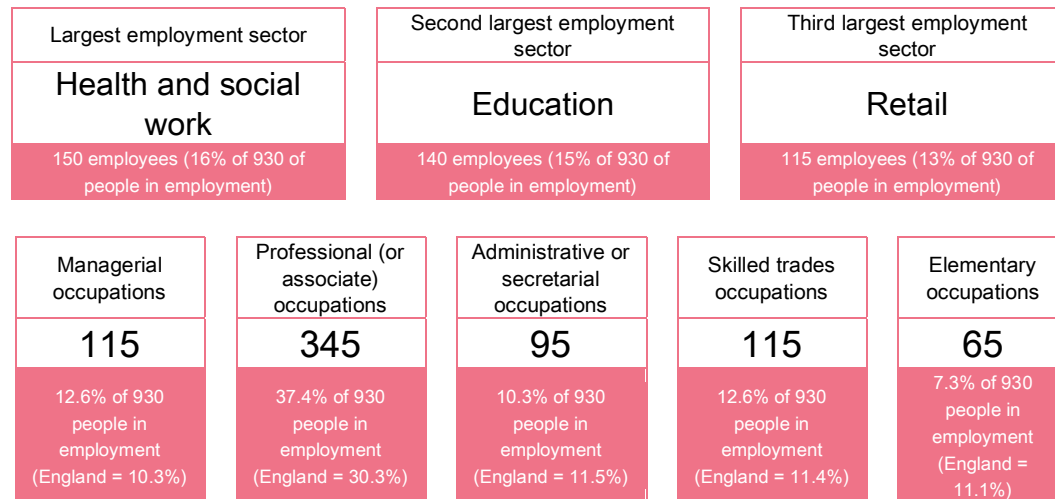 Largest employment sector
Health and social
work
150 employees (16% of 930 of
people in employment)
Second largest employment
sector
Education
140 employees (15% of 930 of
people in employment)
Third largest employment
sector
Retail
115 employees (13% of 930 of
people in employment)
Managerial
occupations
115
12.6% of 930
people in
employment
(England = 10.3%)
Professional (or
associate)
occupations
345
37.4% of 930
people in
employment
(England = 30.3%)
Administrative or
secretarial
occupations
95
10.3% of 930
people in
employment
(England = 11.5%)
Skilled trades
occupations
115
12.6% of 930
people in
employment
(England = 11.4%)
Elementary
occupations
65
7.3% of 930
people in
employment
(England =
11.1%)